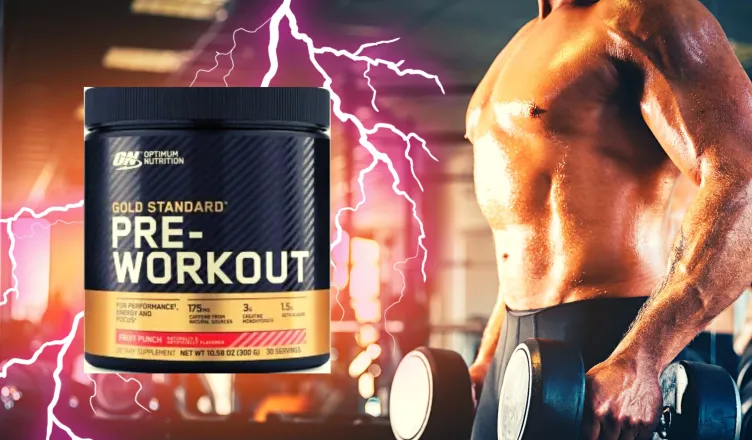 ON OPTIMUM
NUTRITION
GOLD STANDARD
PRE-
WORKOUT
FOR PERFORMANCE,
ENERGY AND
FOCUS
175MG
CAFFEINE FROM
NATURAL SOURCES
3G
CREATINE
MONOHYDRATE
1.5G
BETA-ALANINE
FRUIT PUNCH NATURALLY &
ARTIFICIALLY FLAVORED
DIETARY SUPPLEMENT NET WT 10.58 OZ (300 G) 30 SERVINGS